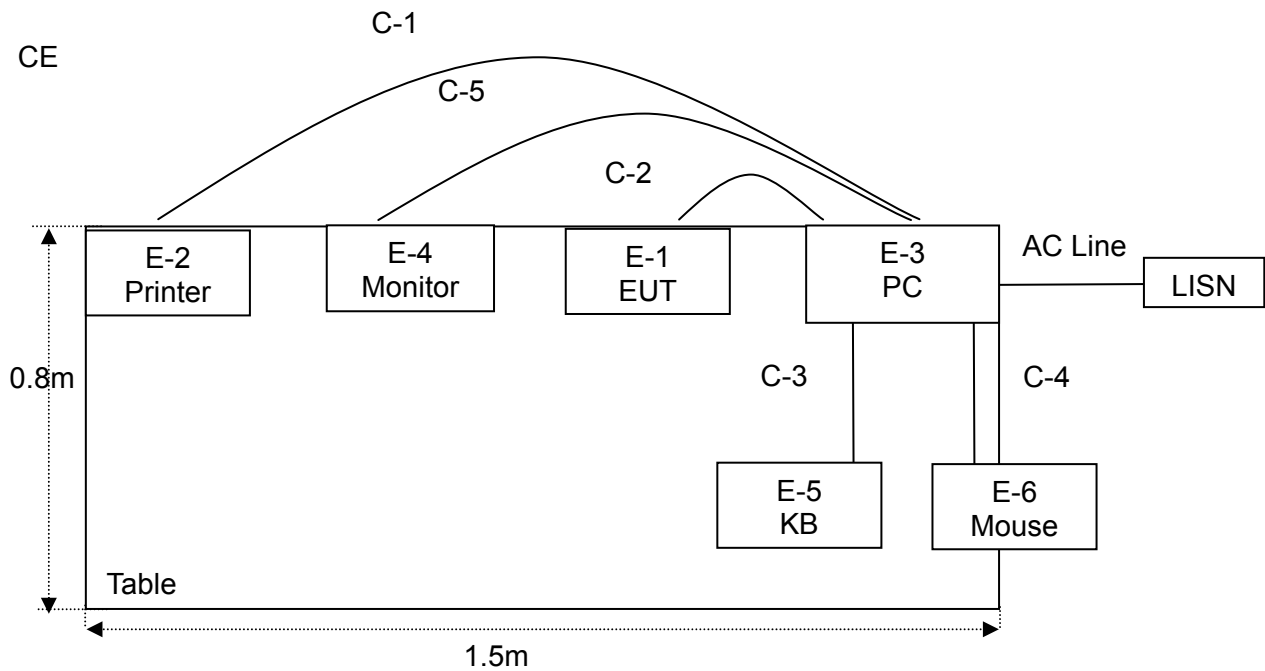 C-1
CE
C-5
C-2
E-2
Printer
E-4
Monitor
E-1
EUT
E-3
PC
AC Line
LISN
0.8m
C-3
C-4
E-5
KB
E-6
Mouse
Table
1.5m